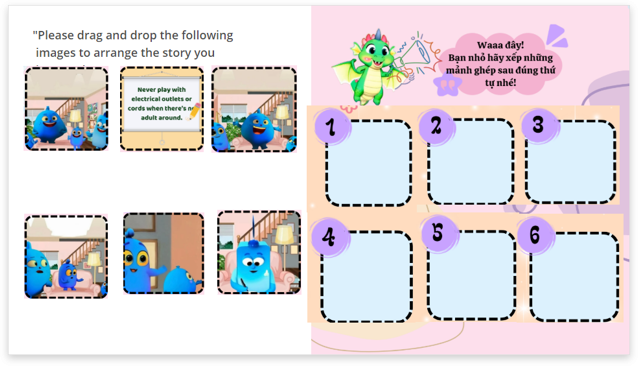 "Please drag and drop the following
images to arrange the story you
Never play with
electrical outlets or
cords when there's no
adult around.
Waaa đây!
Bạn nhỏ hãy xếp những
mảnh ghép sau đúng thứ
tự nhé!
1
2
3
4
5
6